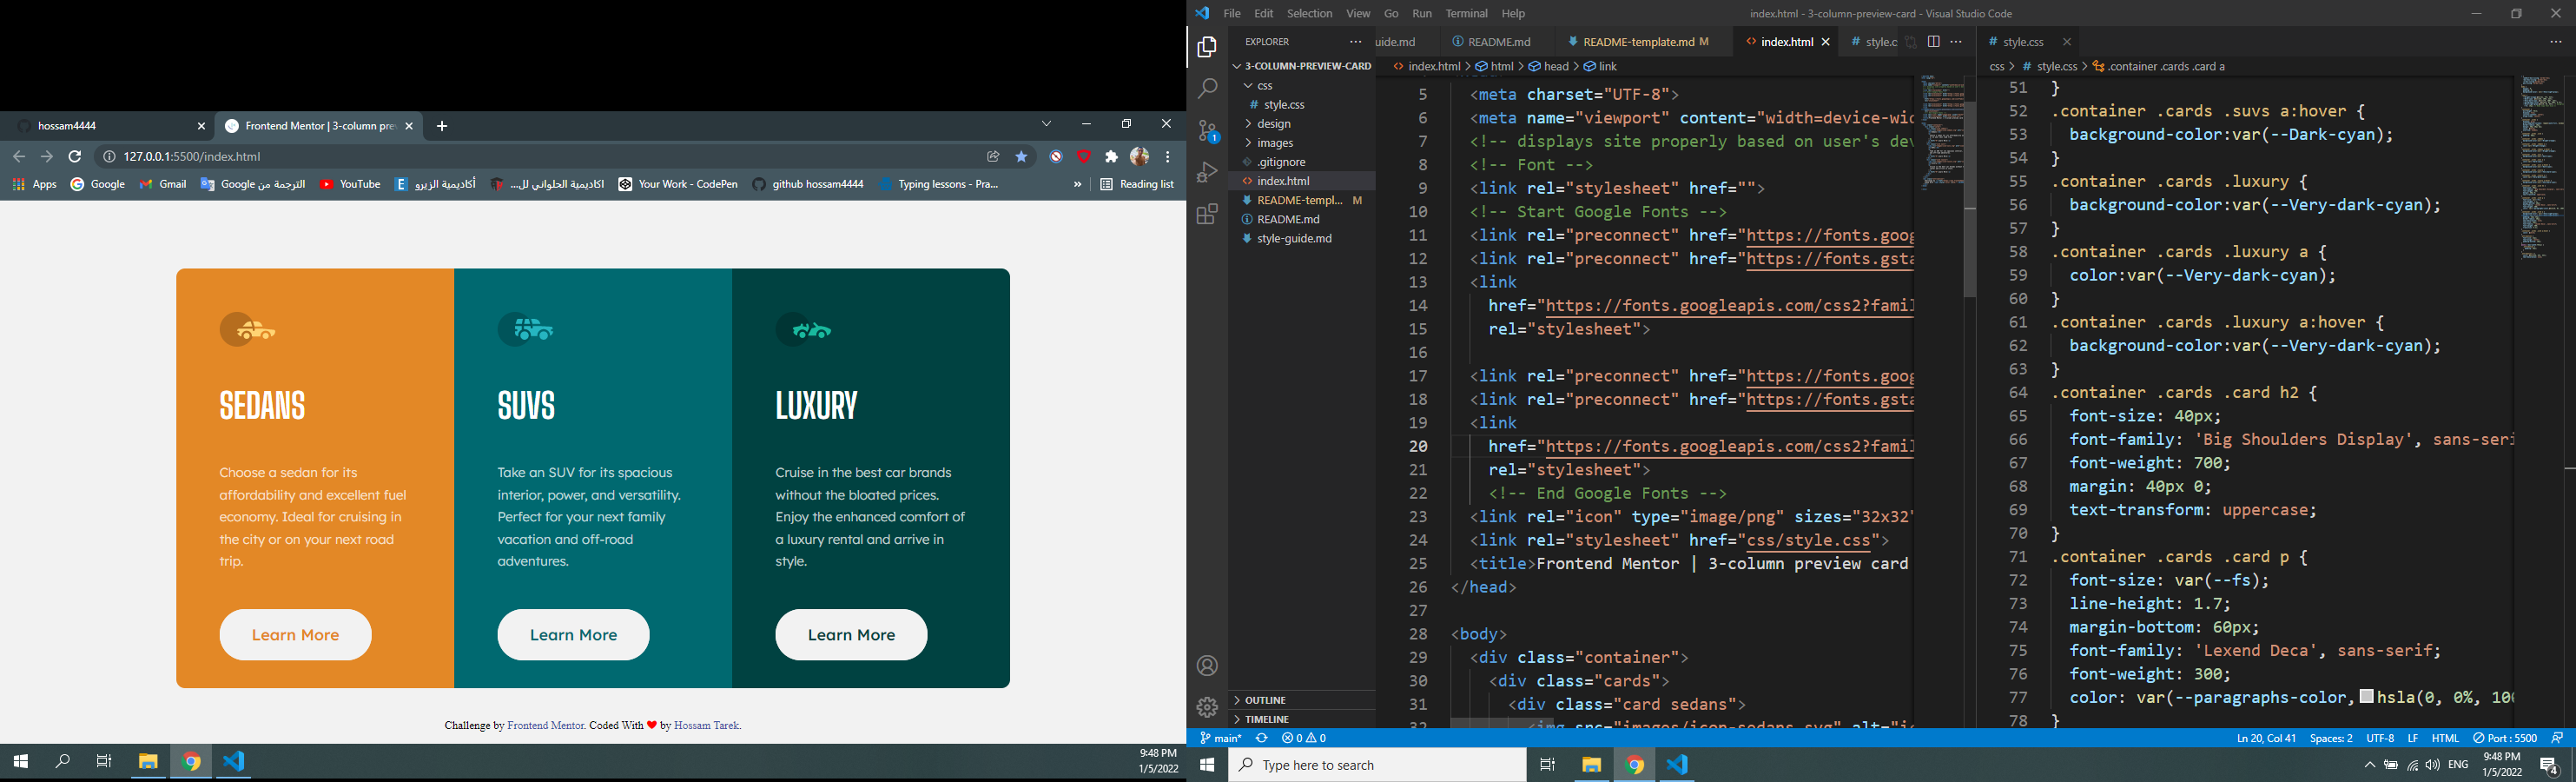 hossam4444
Frontend Mentor | 3-column pre
127.0.0.1:5500/index.html
Apps
Google
Gmail
الترجمة من Google
YouTube
أكاديمية الزيرو
اكاديمية الحلواني لل...
Your Work - CodePen
github hossam4444
Typing lessons - Pra...
»
Reading list
SEDANS
Choose a sedan for its
affordability and excellent fuel
economy. Ideal for cruising in
the city or on your next road
trip.
Learn More
SUVS
Take an SUV for its spacious
interior, power, and versatility.
Perfect for your next family
vacation and off-road
adventures.
Learn More
LUXURY
Cruise in the best car brands
without the bloated prices.
Enjoy the enhanced comfort of
a luxury rental and arrive in
style.
Learn More
Challenge by Frontend Mentor. Coded With ❤ by Hossam Tarek.
9:48 PM
1/5/2022
File Edit Selection View Go Run Terminal Help
index.html - 3-column-preview-card - Visual Studio Code
EXPLORER
3-COLUMN-PREVIEW-CARD
css
style.css
design
images
.gitignore
index.html
README-templ... M
README.md
style-guide.md
OUTLINE
TIMELINE
uide.md
README.md
README-template.md M
index.html
style.c
index.html > html > head > link
5 <meta charset="UTF-8">
6 <meta name="viewport" content="width=device-wid
7 <!-- displays site properly based on user's dev
8 <!-- Font -->
9 <link rel="stylesheet" href="">
10 <!-- Start Google Fonts -->
11 <link rel="preconnect" href="https://fonts.goog
12 <link rel="preconnect" href="https://fonts.gsta
13 <link
14 href="https://fonts.googleapis.com/css2?famil
15 rel="stylesheet">
16
17 <link rel="preconnect" href="https://fonts.goog
18 <link rel="preconnect" href="https://fonts.gsta
19 <link
20 href="https://fonts.googleapis.com/css2?famil
21 rel="stylesheet">
22 <!-- End Google Fonts -->
23 <link rel="icon" type="image/png" sizes="32x32"
24 <link rel="stylesheet" href="css/style.css">
25 <title>Frontend Mentor | 3-column preview card
26 </head>
27
28 <body>
29 <div class="container">
30 <div class="cards">
31 <div class="card sedans">
32 <img src="images/icon-sedans.svg" alt="ic
style.css
css > style.css > .container .cards .card a
51 }
52 .container .cards .suvs a:hover {
53 background-color:var(--Dark-cyan);
54 }
55 .container .cards .luxury {
56 background-color:var(--Very-dark-cyan);
57 }
58 .container .cards .luxury a {
59 color:var(--Very-dark-cyan);
60 }
61 .container .cards .luxury a:hover {
62 background-color:var(--Very-dark-cyan);
63 }
64 .container .cards .card h2 {
65 font-size: 40px;
66 font-family: 'Big Shoulders Display', sans-seri
67 font-weight: 700;
68 margin: 40px 0;
69 text-transform: uppercase;
70 }
71 .container .cards .card p {
72 font-size: var(--fs);
73 line-height: 1.7;
74 margin-bottom: 60px;
75 font-family: 'Lexend Deca', sans-serif;
76 font-weight: 300;
77 color: var(--paragraphs-color, hsla(0, 0%, 100
78 }
1
main*
0 0
Ln 20, Col 41
Spaces: 2
UTF-8
LF
HTML
Port : 5500
Type here to search
ENG
9:48 PM
1/5/2022
4